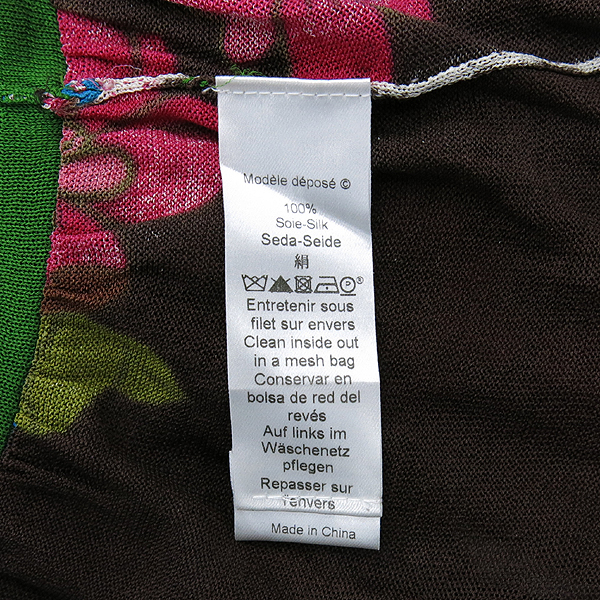 Modèle déposé ©
100%
Soie-Silk
Seda-Seide
絹
P ®
Entretenir sous
filet sur envers
Clean inside out
in a mesh bag
Conservar en
bolsa de red del
revés
Auf links im
Wäschenetz
pflegen
Repasser sur
l'envers
Made in China